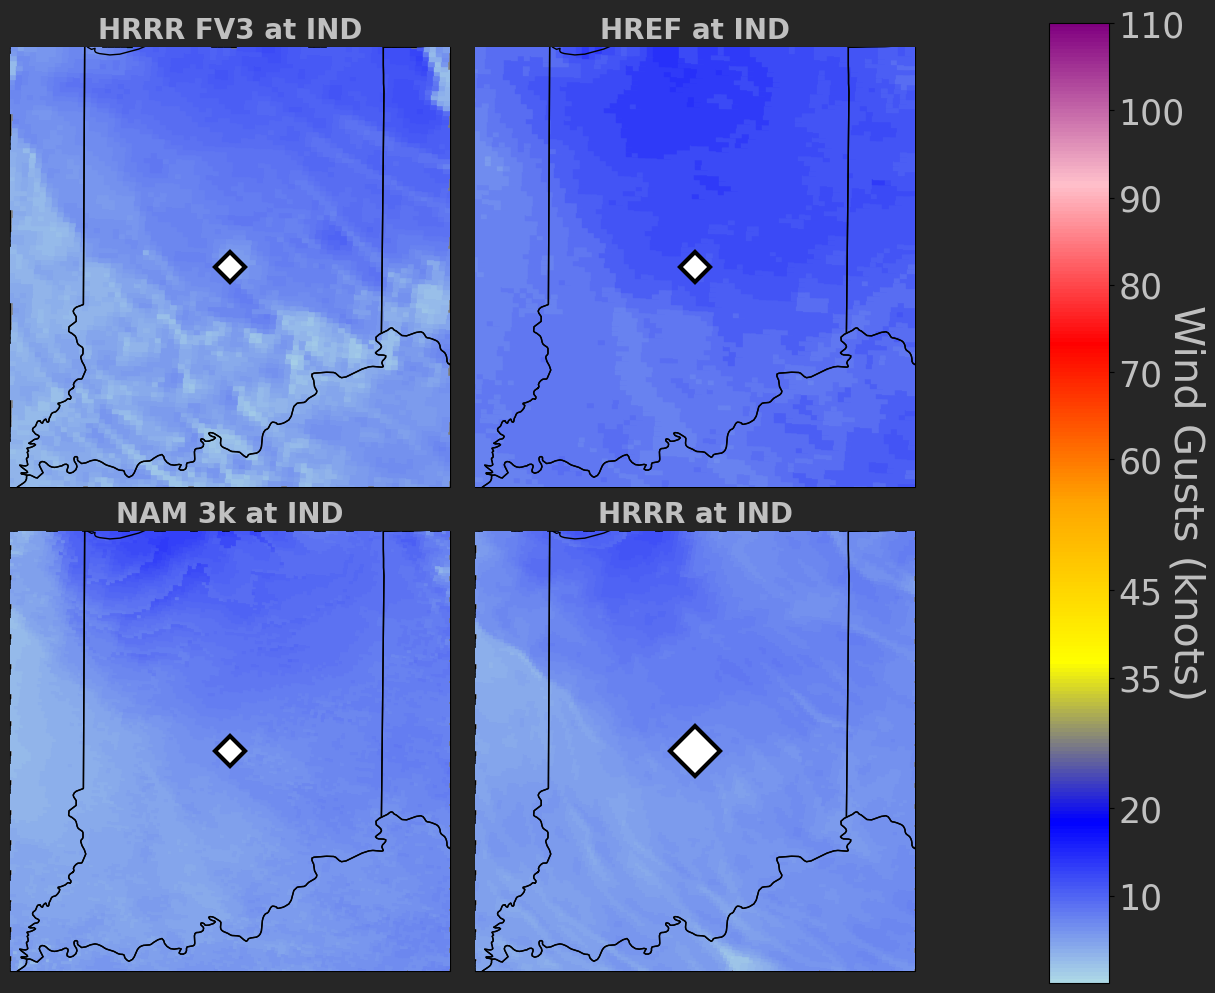 HRRR FV3 at IND
HREF at IND
NAM 3k at IND
HRRR at IND
110
100
90
80
70
60
45
35
20
10
Wind Gusts (knots)